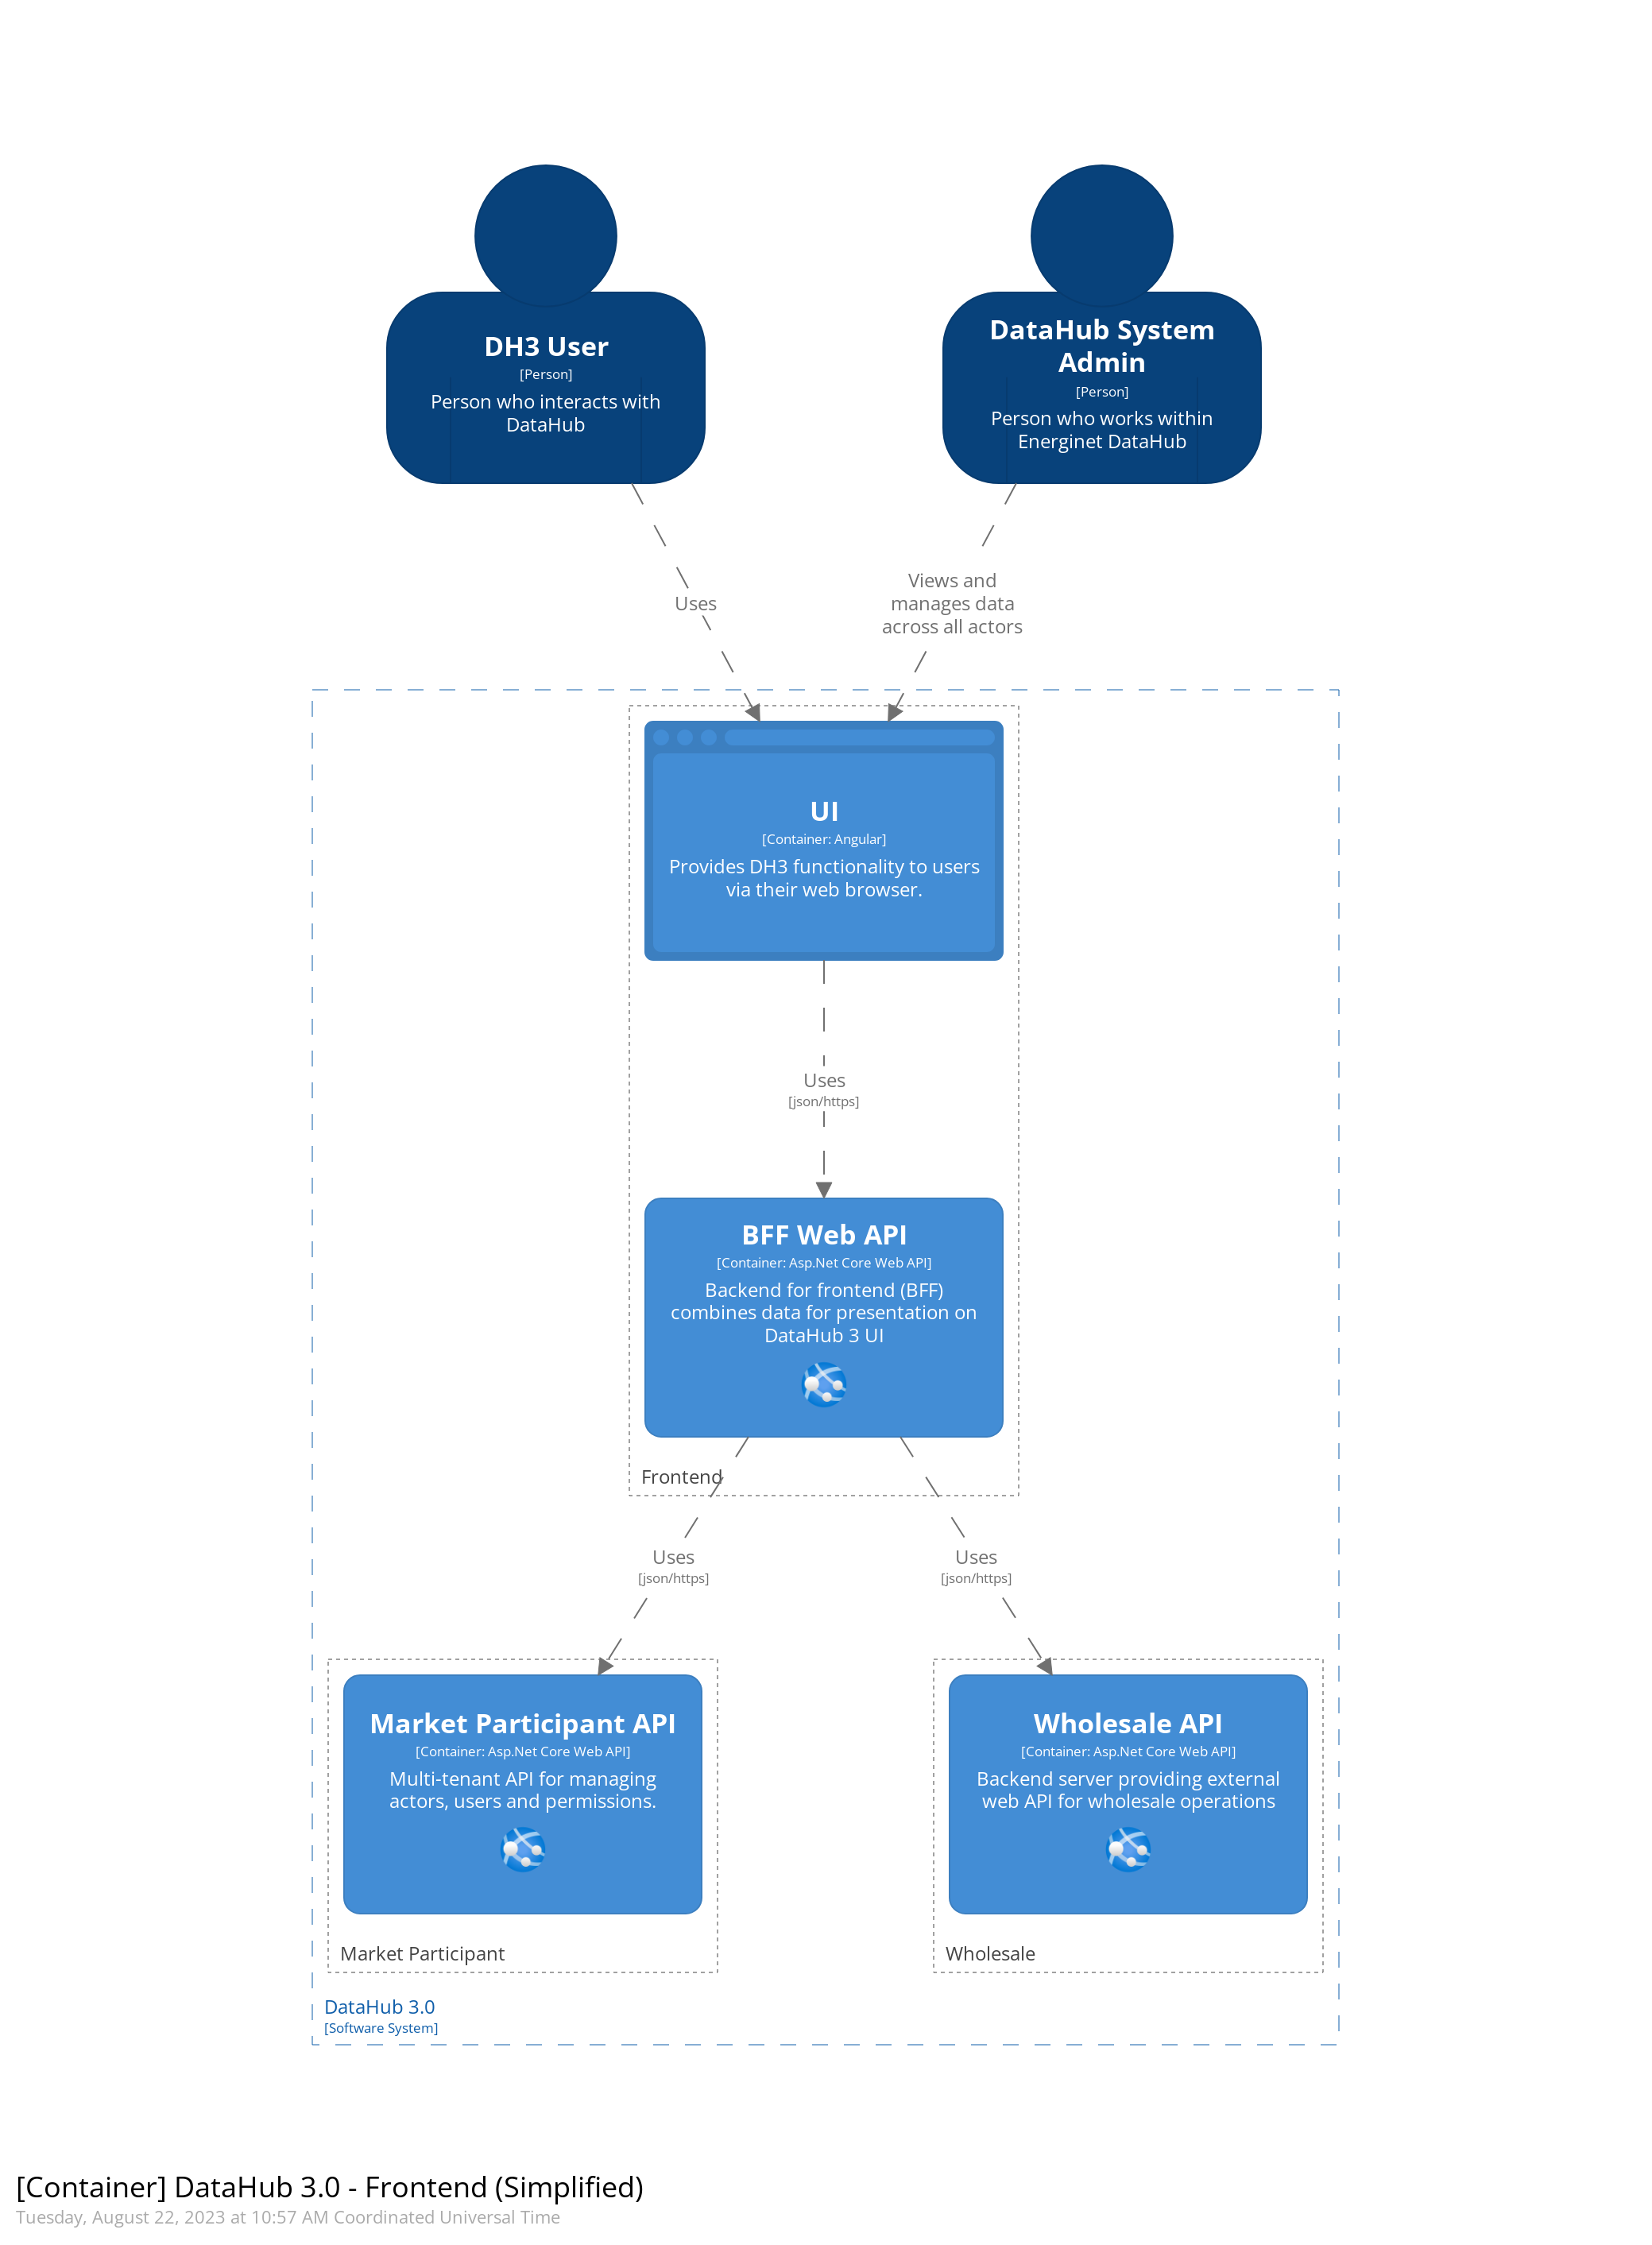 DH3 User
[Person]
Person who interacts with
DataHub
DataHub System
Admin
[Person]
Person who works within
Energinet DataHub
Uses
Views and
manages data
across all actors
UI
[Container: Angular]
Provides DH3 functionality to users
via their web browser.
Uses
[json/https]
BFF Web API
[Container: Asp.Net Core Web API]
Backend for frontend (BFF)
combines data for presentation on
DataHub 3 UI
Frontend
Uses
[json/https]
Uses
[json/https]
Market Participant API
[Container: Asp.Net Core Web API]
Multi-tenant API for managing
actors, users and permissions.
Market Participant
Wholesale API
[Container: Asp.Net Core Web API]
Backend server providing external
web API for wholesale operations
Wholesale
DataHub 3.0
[Software System]
[Container] DataHub 3.0 - Frontend (Simplified)
Tuesday, August 22, 2023 at 10:57 AM Coordinated Universal Time